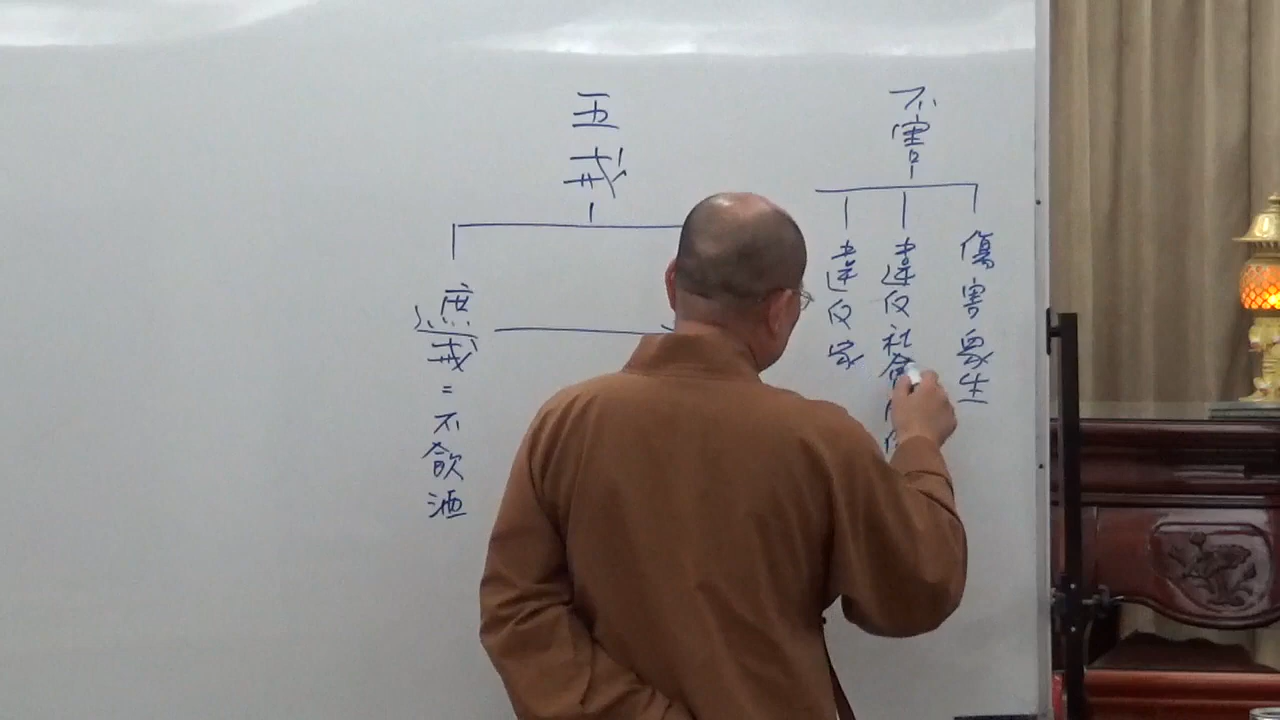 不害
傷害眾生
違反社會
違反家
五戒
遮戒=不飲酒